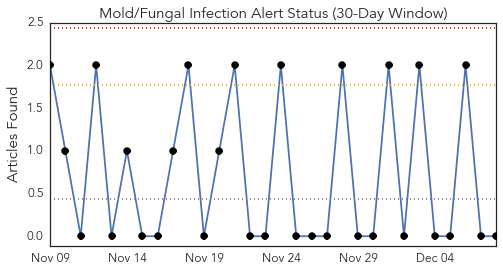 Mold/Fungal Infection Alert Status (30-Day Window)
Articles Found
2.5
2.0
1.5
1.0
0.5
0.0
Nov 09 Nov 14 Nov 19 Nov 24 Nov 29 Dec 04